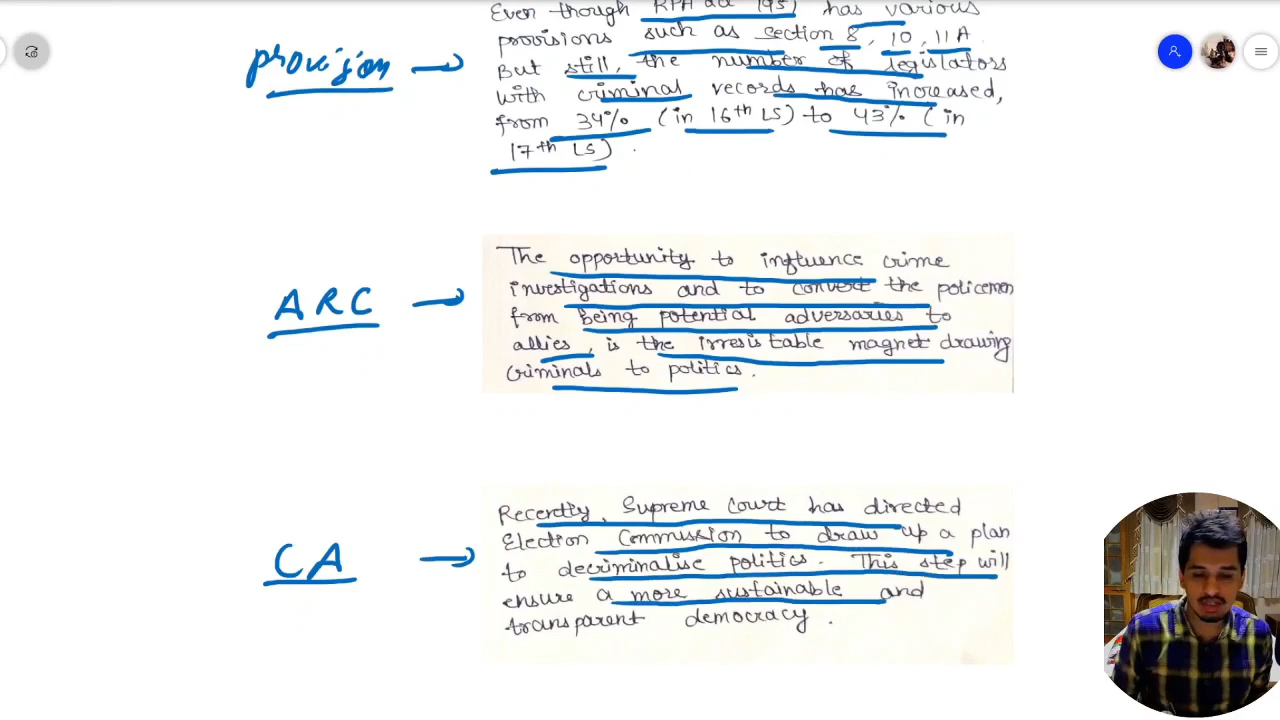 Even though RPA act 1951 has various
provisions such as section 8, 10, 11A.
But still, the number of legislators
with criminal records has increased,
from 34% (in 16th LS) to 43% (in
17th LS).
provision →
The opportunity to influence crime
investigations and to convert the policemen
from being potential adversaries to
allies, is the irresistable magnet drawing
criminals to politics.
ARC →
Recently, Supreme Court has directed
Election Commission to draw up a plan
to decriminalise politics. This step will
ensure a more sustainable and
transparent democracy.
CA →